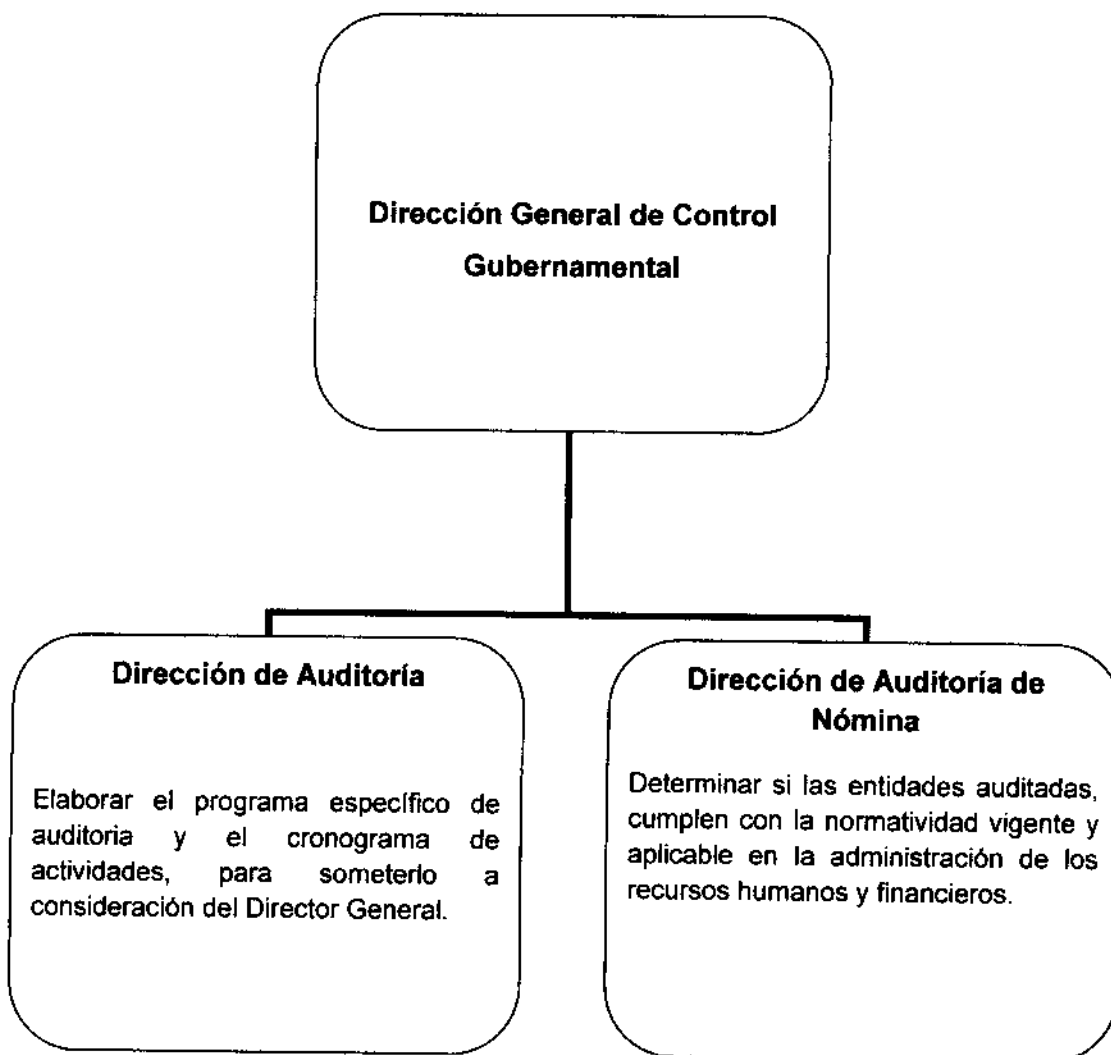 Dirección General de Control
Gubernamental
Dirección de Auditoría
Elaborar el programa específico de
auditoria y el cronograma de
actividades, para someterlo a
consideración del Director General.
Dirección de Auditoría de
Nómina
Determinar si las entidades auditadas,
cumplen con la normatividad vigente y
aplicable en la administración de los
recursos humanos y financieros.